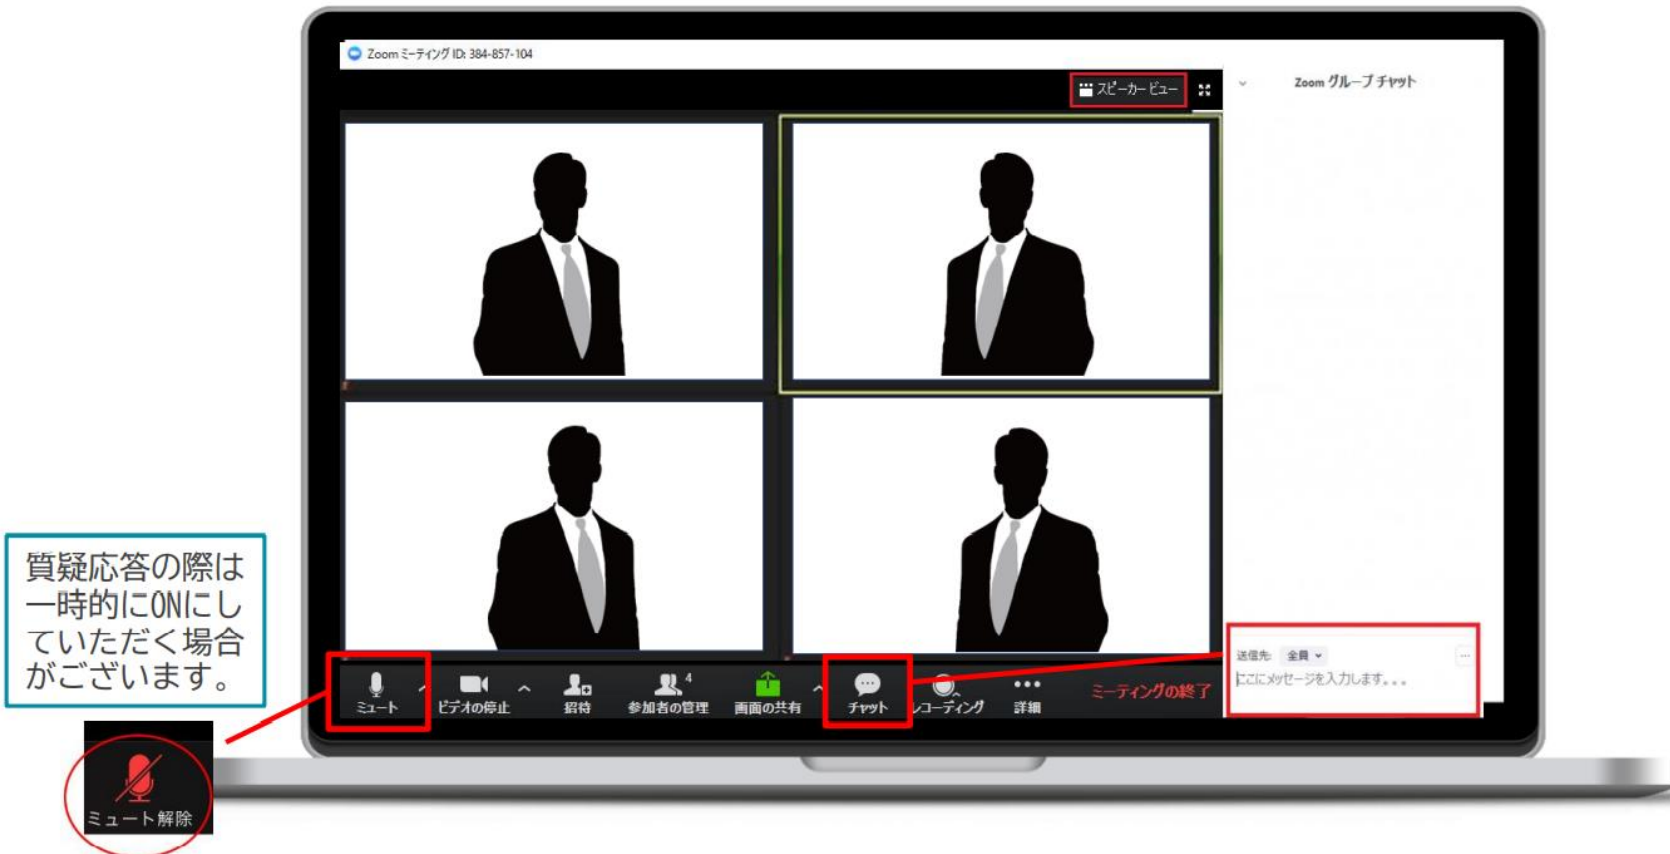 Zoom ミーティング ID: 384-857-104
スピーカー ビュー
Zoom グループ チャット
質疑応答の際は
一時的にONにし
ていただく場合
がございます。
送信先: 全員
ここにメッセージを入力します。。。
ミュート
ビデオの停止
招待
4
参加者の管理
画面の共有
チャット
レコーディング
詳細
ミーティングの終了
ミュート解除